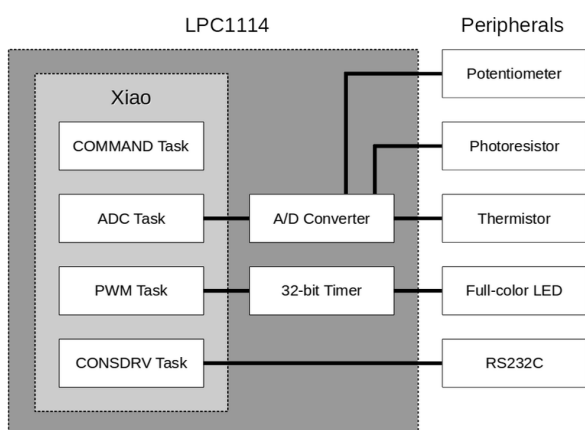 LPC1114
Peripherals
Xiao
Potentiometer
COMMAND Task
Photoresistor
ADC Task
A/D Converter
Thermistor
PWM Task
32-bit Timer
Full-color LED
CONSDRV Task
RS232C